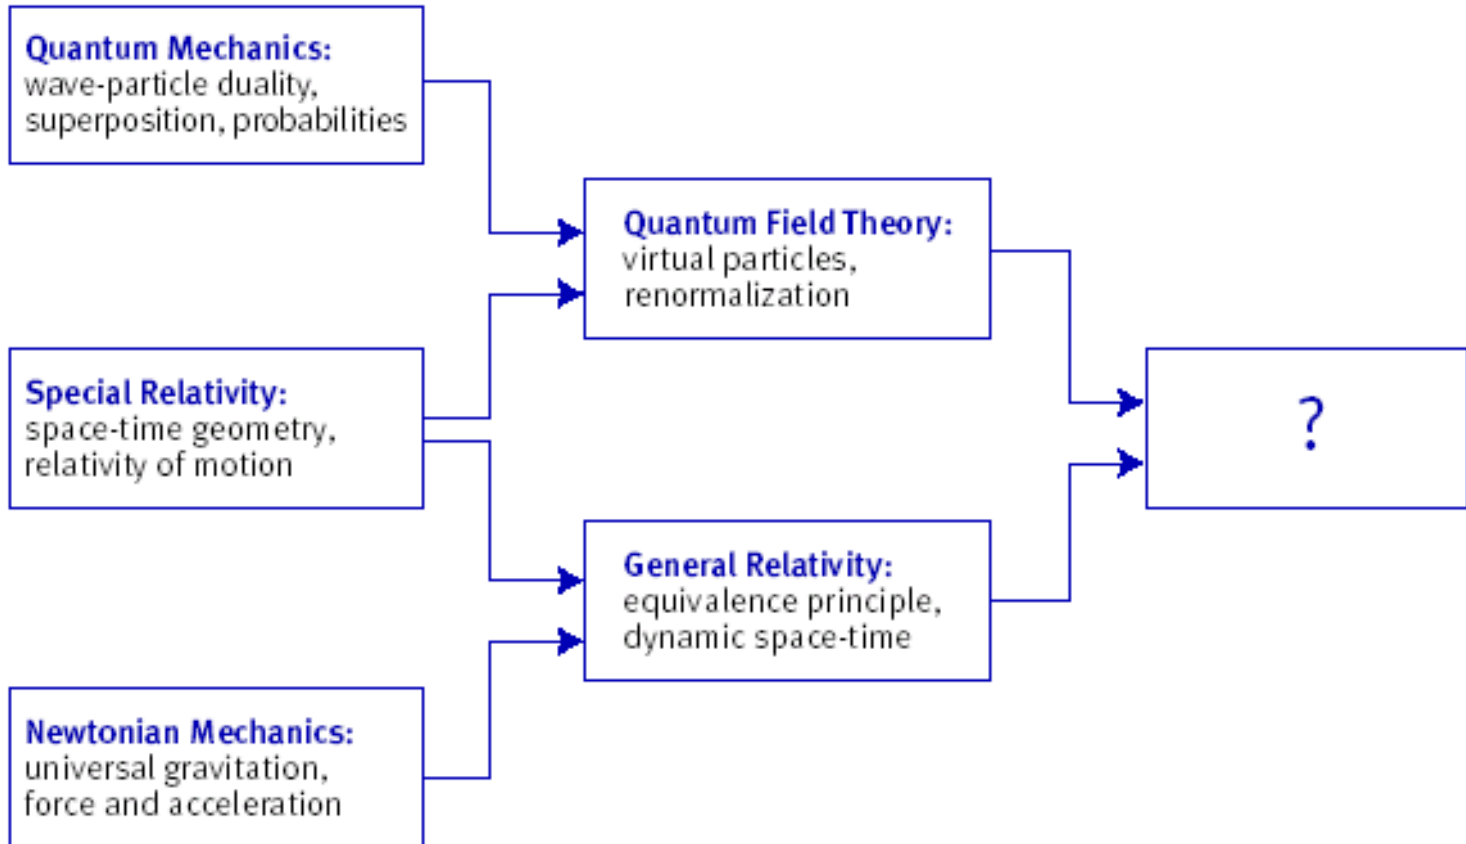 Quantum Mechanics:
wave-particle duality,
superposition, probabilities
Special Relativity:
space-time geometry,
relativity of motion
Newtonian Mechanics:
universal gravitation,
force and acceleration
Quantum Field Theory:
virtual particles,
renormalization
General Relativity:
equivalence principle,
dynamic space-time
?